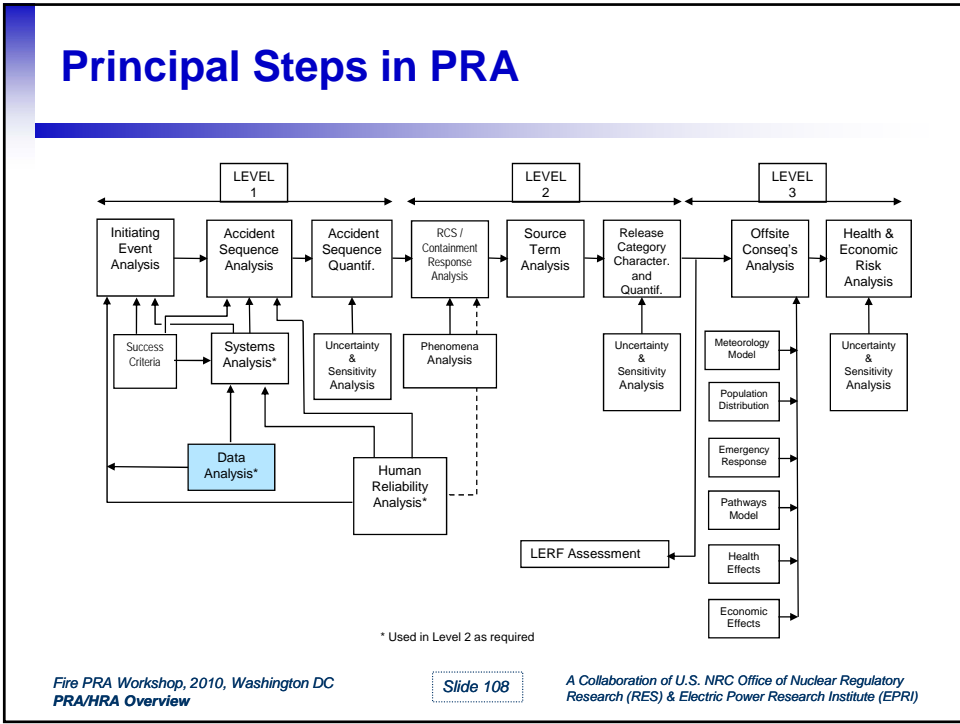 Principal Steps in PRA
LEVEL
1
LEVEL
2
LEVEL
3
Initiating
Event
Analysis
Accident
Sequence
Analysis
Accident
Sequence
Quantif.
RCS /
Containment
Response
Analysis
Source
Term
Analysis
Release
Category
Character.
and
Quantif.
Offsite
Conseq's
Analysis
Health &
Economic
Risk
Analysis
Success
Criteria
Systems
Analysis*
Uncertainty
&
Sensitivity
Analysis
Phenomena
Analysis
Uncertainty
&
Sensitivity
Analysis
Meteorology
Model
Uncertainty
&
Sensitivity
Analysis
Population
Distribution
Data
Analysis*
Human
Reliability
Analysis*
Emergency
Response
Pathways
Model
LERF Assessment
Health
Effects
Economic
Effects
* Used in Level 2 as required
Fire PRA Workshop, 2010, Washington DC
PRA/HRA Overview
Slide 108
A Collaboration of U.S. NRC Office of Nuclear Regulatory
Research (RES) & Electric Power Research Institute (EPRI)